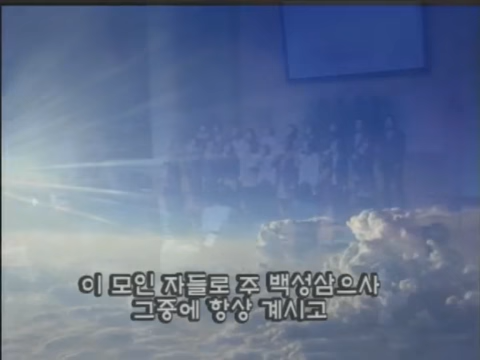 이 모인 자들로 주 백성삼으사
그중에 항상 계시고